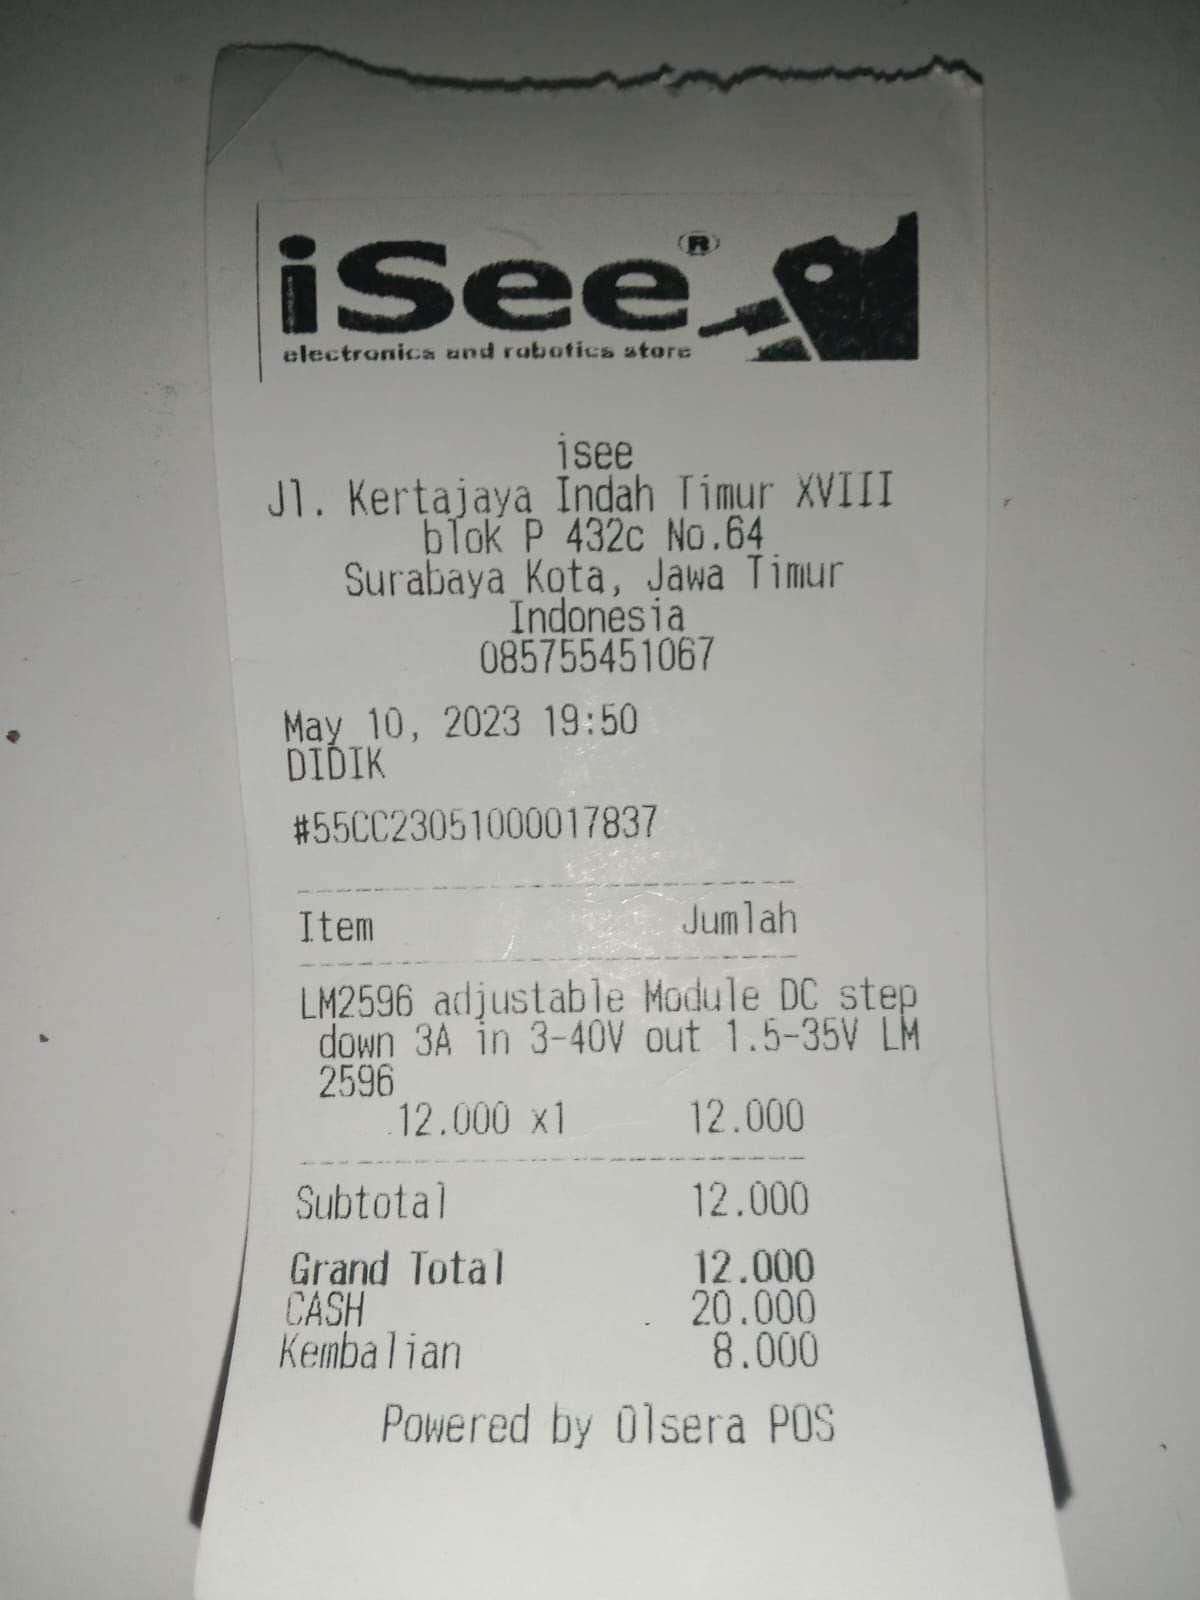 iSee®
electronics and robotics store
isee
Jl. Kertajaya Indah Timur XVIII
blok P 432c No.64
Surabaya Kota, Jawa Timur
Indonesia
085755451067
May 10, 2023 19:50
DIDIK
#55CC23051000017837
Item Jumlah
LM2596 adjustable Module DC step
down 3A in 3-40V out 1.5-35V LM
2596
12.000 x1 12.000
Subtotal 12.000
Grand Total 12.000
CASH 20.000
Kembalian 8.000
Powered by Olsera POS